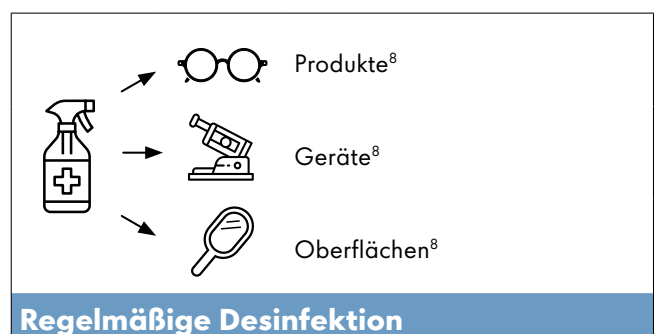 Produkte⁸
Geräte⁸
Oberflächen⁸
Regelmäßige Desinfektion